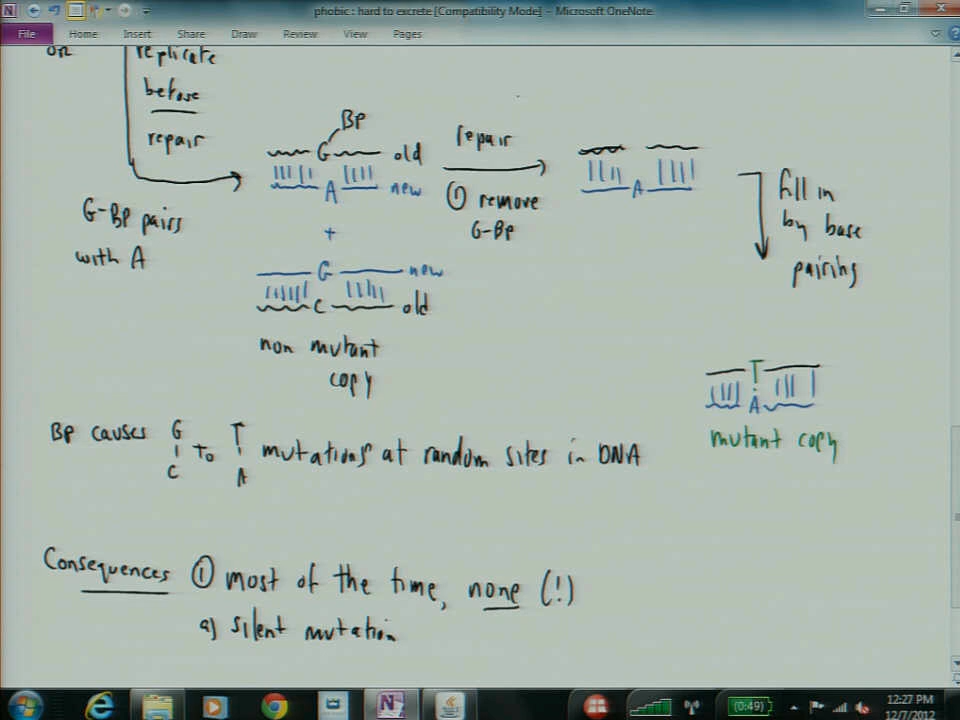 phobic : hard to excrete [Compatibility Mode] - Microsoft OneNote
File Home Insert Share Draw Review View Pages
or
replicate
before
repair
G-BP pairs
with A
BP
G old
A new
+
G new
C old
non mutant
copy
repair
① remove
G-BP
A
fill in
by base
pairing
T
A
mutant copy
BP causes G C to T A mutations at random sites in DNA
Consequences ① most of the time, none (!)
a) silent mutation
(0:49)
12:27 PM
12/7/2012